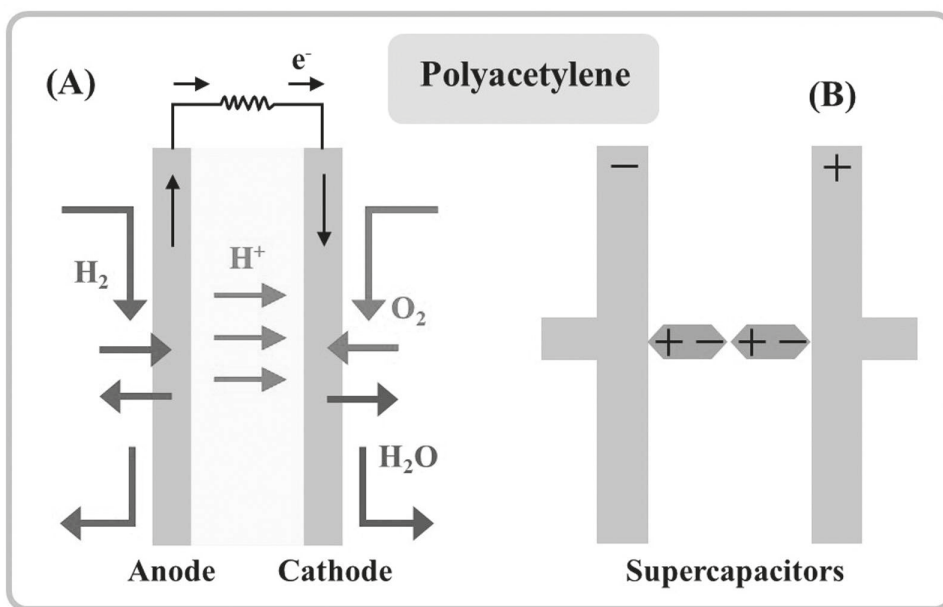 (A)
e⁻
Polyacetylene
(B)
− +
H₂
H⁺
O₂
+ − + −
H₂O
Anode Cathode
Supercapacitors